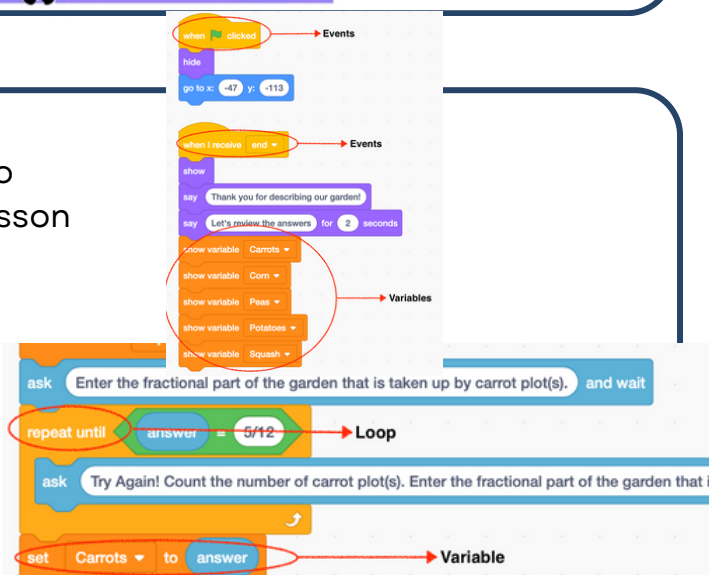 when clicked Events
hide
go to x: -47 y: -113
when I receive end Events
show
say Thank you for describing our garden!
say Let's review the answers for 2 seconds
show variable Carrots
show variable Corn
show variable Peas
Variables
show variable Potatoes
show variable Squash
ask Enter the fractional part of the garden that is taken up by carrot plot(s). and wait
repeat until answer = 5/12 Loop
ask Try Again! Count the number of carrot plot(s). Enter the fractional part of the garden that
set Carrots to answer Variable